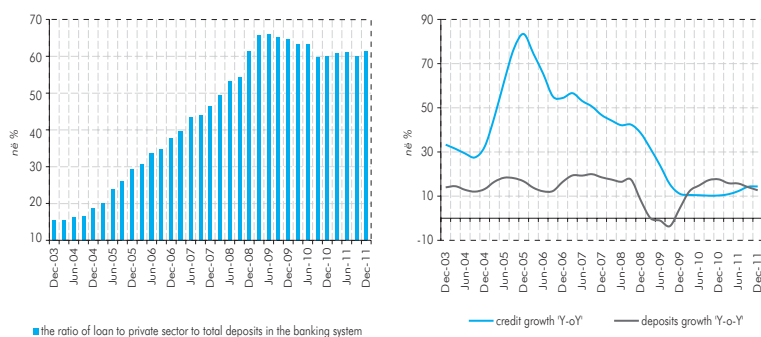 70
60
50
40
30
20
10
në %
Dec-03
Jun-04
Dec-04
Jun-05
Dec-05
Jun-06
Dec-06
Jun-07
Dec-07
Jun-08
Dec-08
Jun-09
Dec-09
Jun-10
Dec-10
Jun-11
Dec-11
the ratio of loan to private sector to total deposits in the banking system
90
70
50
30
10
-10
në %
Dec-03
Jun-04
Dec-04
Jun-05
Dec-05
Jun-06
Dec-06
Jun-07
Dec-07
Jun-08
Dec-08
Jun-09
Dec-09
Jun-10
Dec-10
Jun-11
Dec-11
credit growth 'Y-oY'
deposits growth 'Y-o-Y'